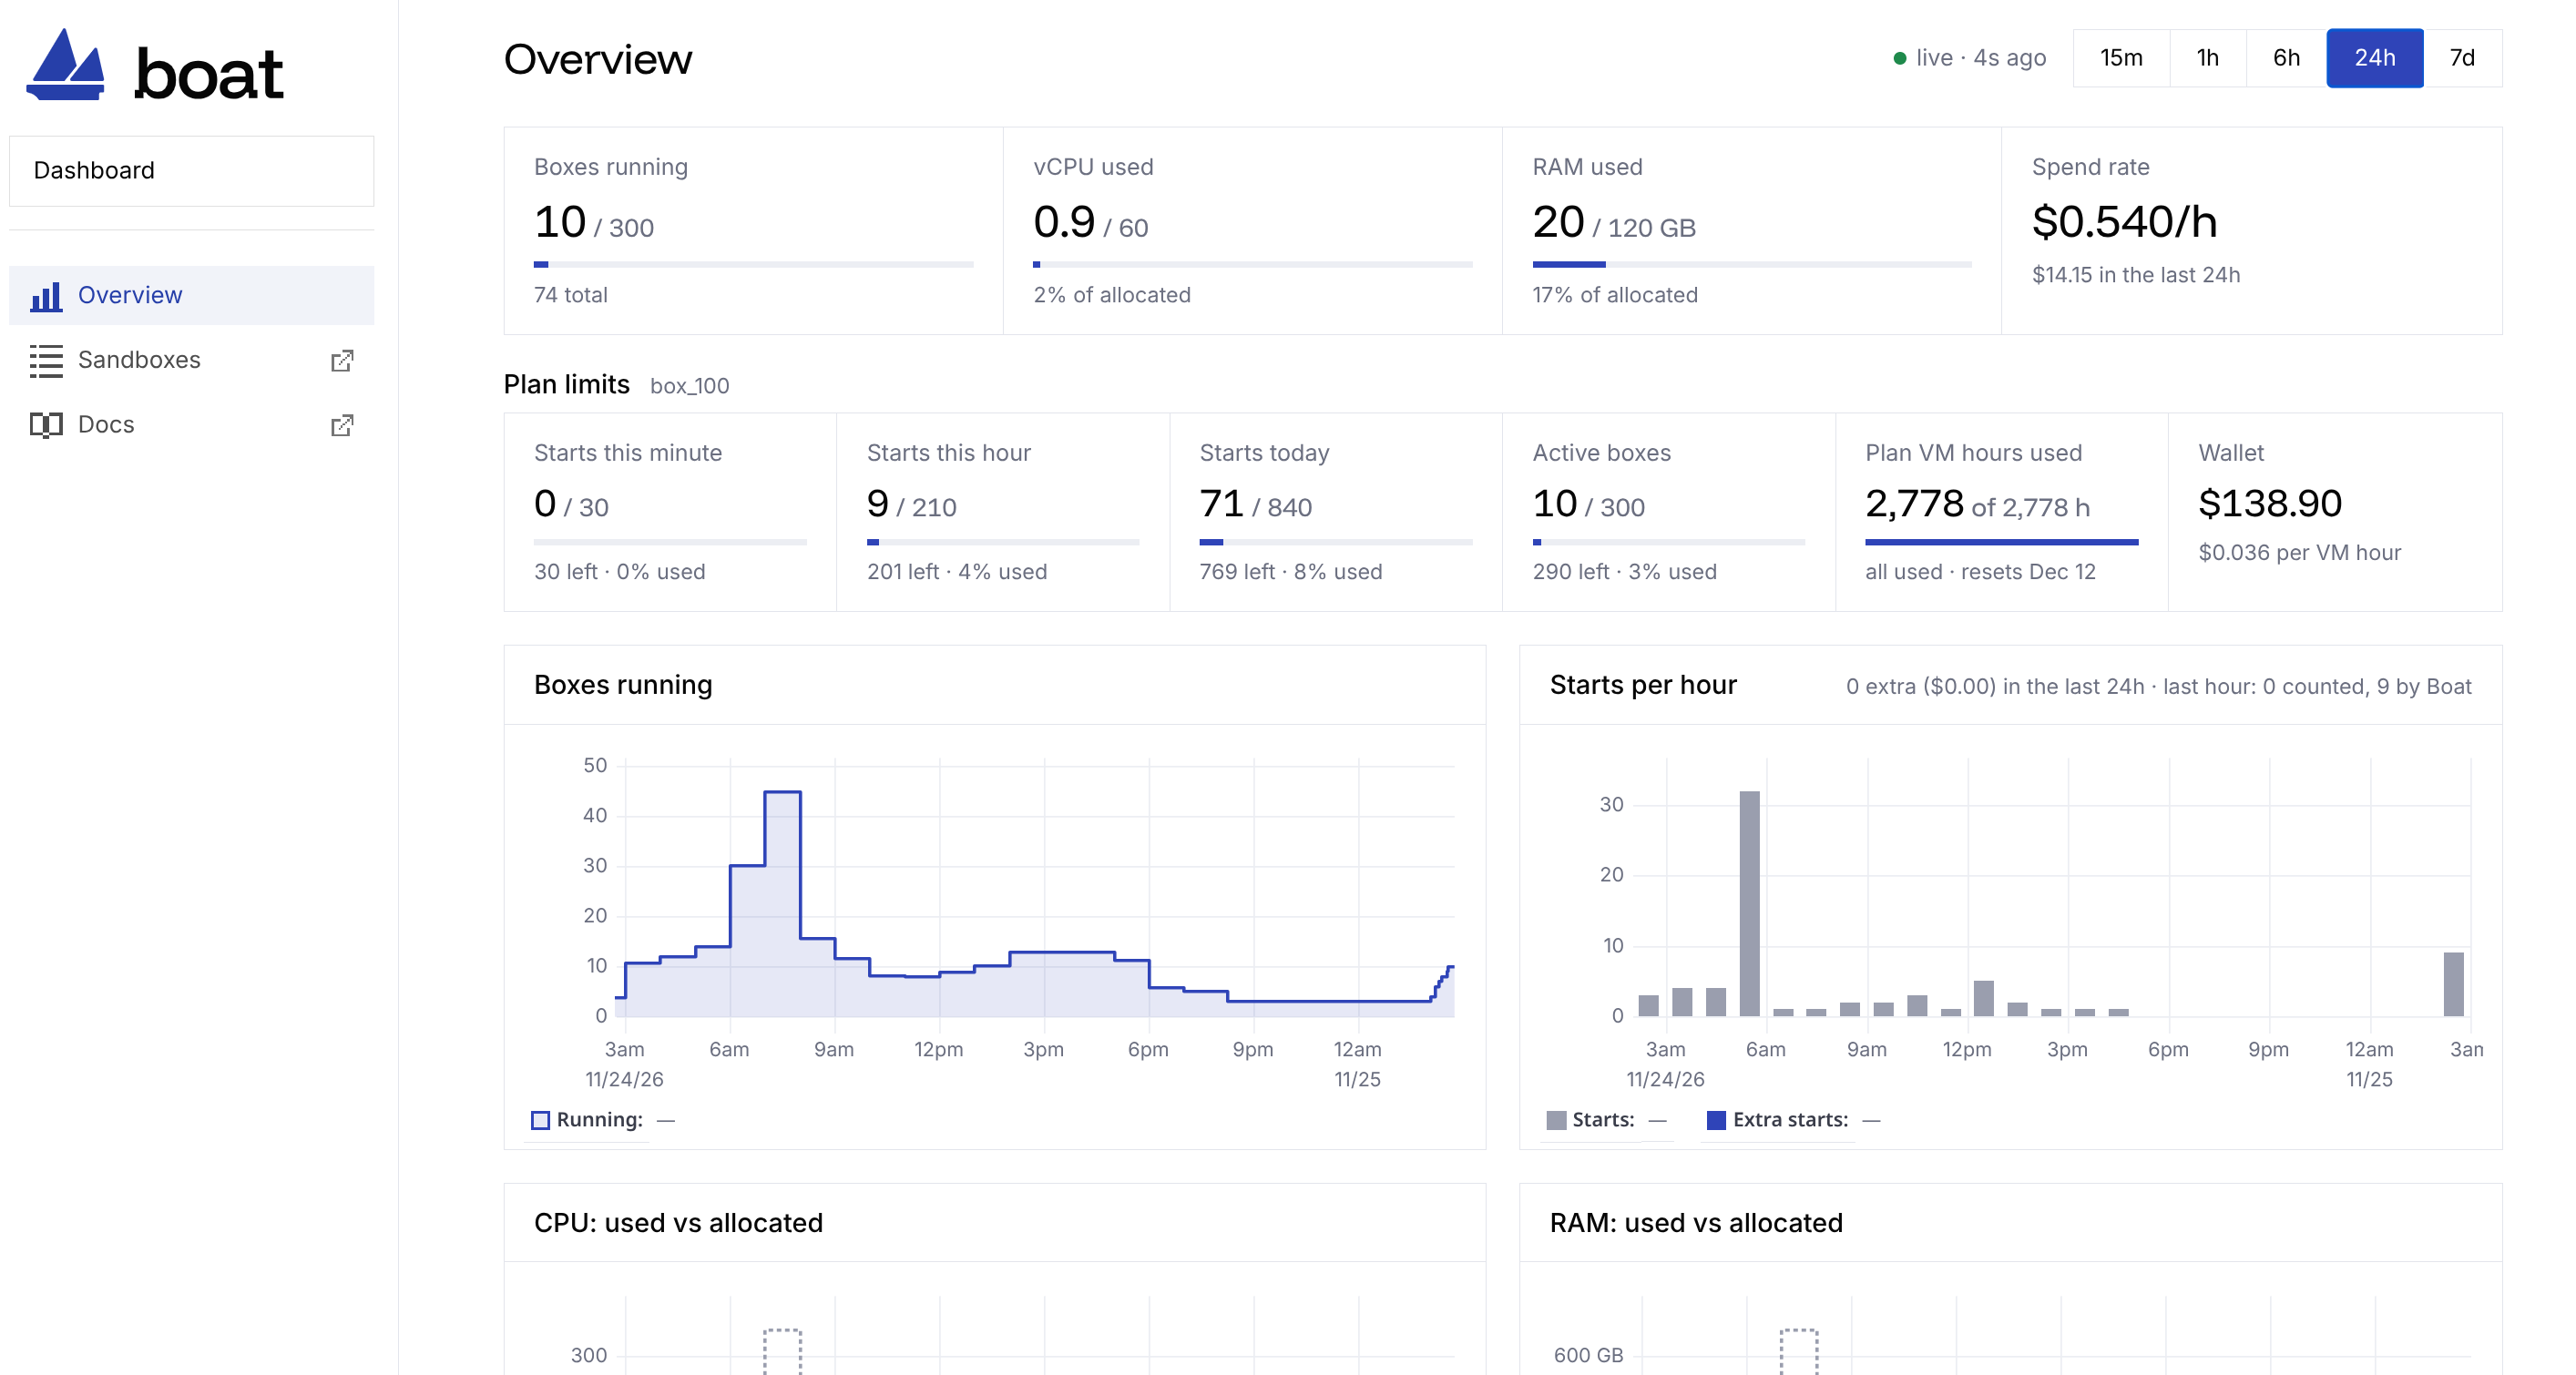 boat
Dashboard
Overview
Sandboxes
Docs
Overview
live · 4s ago
15m 1h 6h 24h 7d
Boxes running
10 / 300
74 total
vCPU used
0.9 / 60
2% of allocated
RAM used
20 / 120 GB
17% of allocated
Spend rate
$0.540/h
$14.15 in the last 24h
Plan limits box_100
Starts this minute
0 / 30
30 left · 0% used
Starts this hour
9 / 210
201 left · 4% used
Starts today
71 / 840
769 left · 8% used
Active boxes
10 / 300
290 left · 3% used
Plan VM hours used
2,778 of 2,778 h
all used · resets Dec 12
Wallet
$138.90
$0.036 per VM hour
Boxes running
50
40
30
20
10
0
3am 6am 9am 12pm 3pm 6pm 9pm 12am
11/24/26 11/25
Running: —
Starts per hour 0 extra ($0.00) in the last 24h · last hour: 0 counted, 9 by Boat
30
20
10
0
3am 6am 9am 12pm 3pm 6pm 9pm 12am 3an
11/24/26 11/25
Starts: — Extra starts: —
CPU: used vs allocated
300
RAM: used vs allocated
600 GB